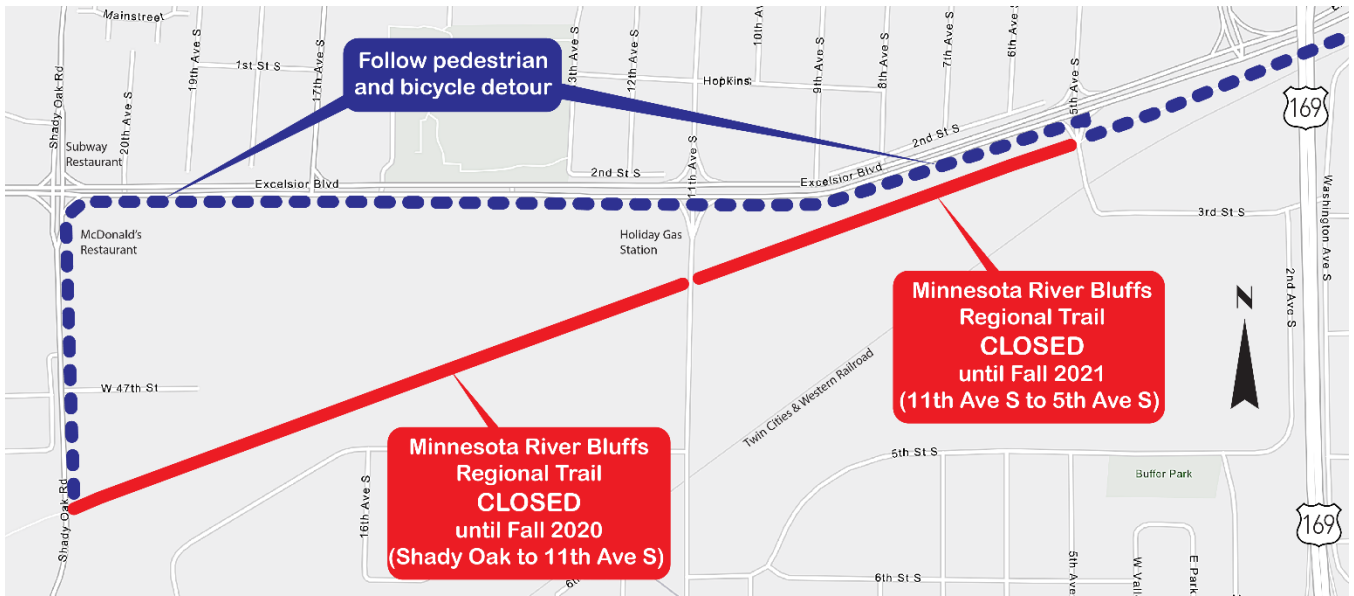 Mainstreet
Shady Oak Rd
20th Ave S
19th Ave S
1st St S
17th Ave S
Follow pedestrian
and bicycle detour
12th Ave S
10th Ave S
Hopkins
9th Ave S
8th Ave S
7th Ave S
6th Ave S
5th Ave S
169
Subway
Restaurant
Excelsior Blvd
2nd St S
11th Ave S
Excelsior Blvd
2nd St S
McDonald's
Restaurant
Holiday Gas
Station
3rd St S
Washington Ave S
2nd Ave S
N
Minnesota River Bluffs
Regional Trail
CLOSED
until Fall 2021
(11th Ave S to 5th Ave S)
W 47th St
Twin Cities & Western Railroad
Minnesota River Bluffs
Regional Trail
CLOSED
until Fall 2020
(Shady Oak to 11th Ave S)
Shady Oak Rd
16th Ave S
5th St S
Buffer Park
169
6th St S
5th Ave
W Valle
E Park